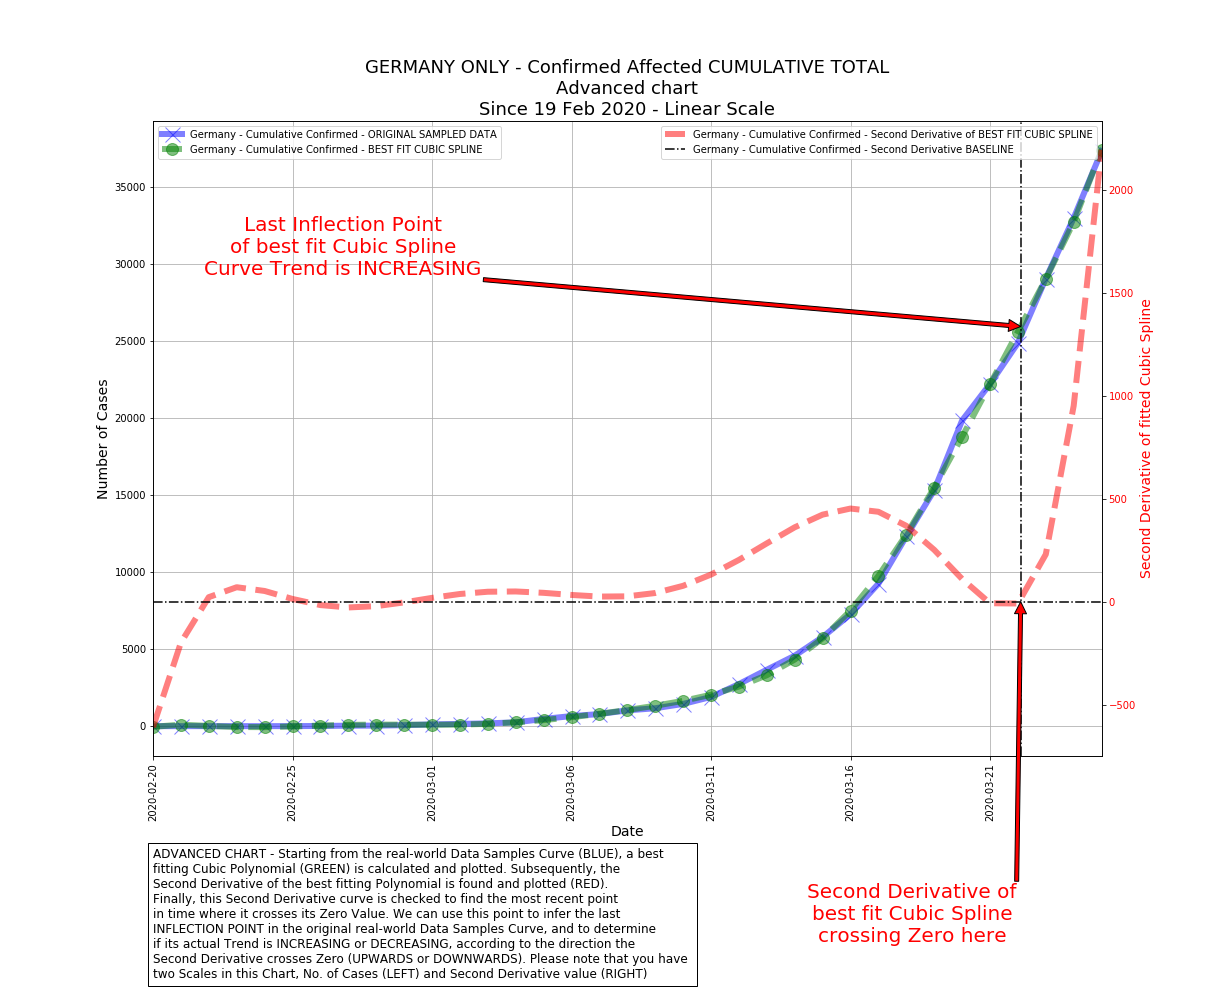 GERMANY ONLY - Confirmed Affected CUMULATIVE TOTAL
Advanced chart
Since 19 Feb 2020 - Linear Scale
Germany - Cumulative Confirmed - ORIGINAL SAMPLED DATA
Germany - Cumulative Confirmed - BEST FIT CUBIC SPLINE
Germany - Cumulative Confirmed - Second Derivative of BEST FIT CUBIC SPLINE
Germany - Cumulative Confirmed - Second Derivative BASELINE
Last Inflection Point
of best fit Cubic Spline
Curve Trend is INCREASING
Number of Cases
35000
30000
25000
20000
15000
10000
5000
0
2000
1500
1000
500
0
−500
Second Derivative of fitted Cubic Spline
2020-02-20
2020-02-25
2020-03-01
2020-03-06
2020-03-11
2020-03-16
2020-03-21
Date
ADVANCED CHART - Starting from the real-world Data Samples Curve (BLUE), a best
fitting Cubic Polynomial (GREEN) is calculated and plotted. Subsequently, the
Second Derivative of the best fitting Polynomial is found and plotted (RED).
Finally, this Second Derivative curve is checked to find the most recent point
in time where it crosses its Zero Value. We can use this point to infer the last
INFLECTION POINT in the original real-world Data Samples Curve, and to determine
if its actual Trend is INCREASING or DECREASING, according to the direction the
Second Derivative crosses Zero (UPWARDS or DOWNWARDS). Please note that you have
two Scales in this Chart, No. of Cases (LEFT) and Second Derivative value (RIGHT)
Second Derivative of
best fit Cubic Spline
crossing Zero here